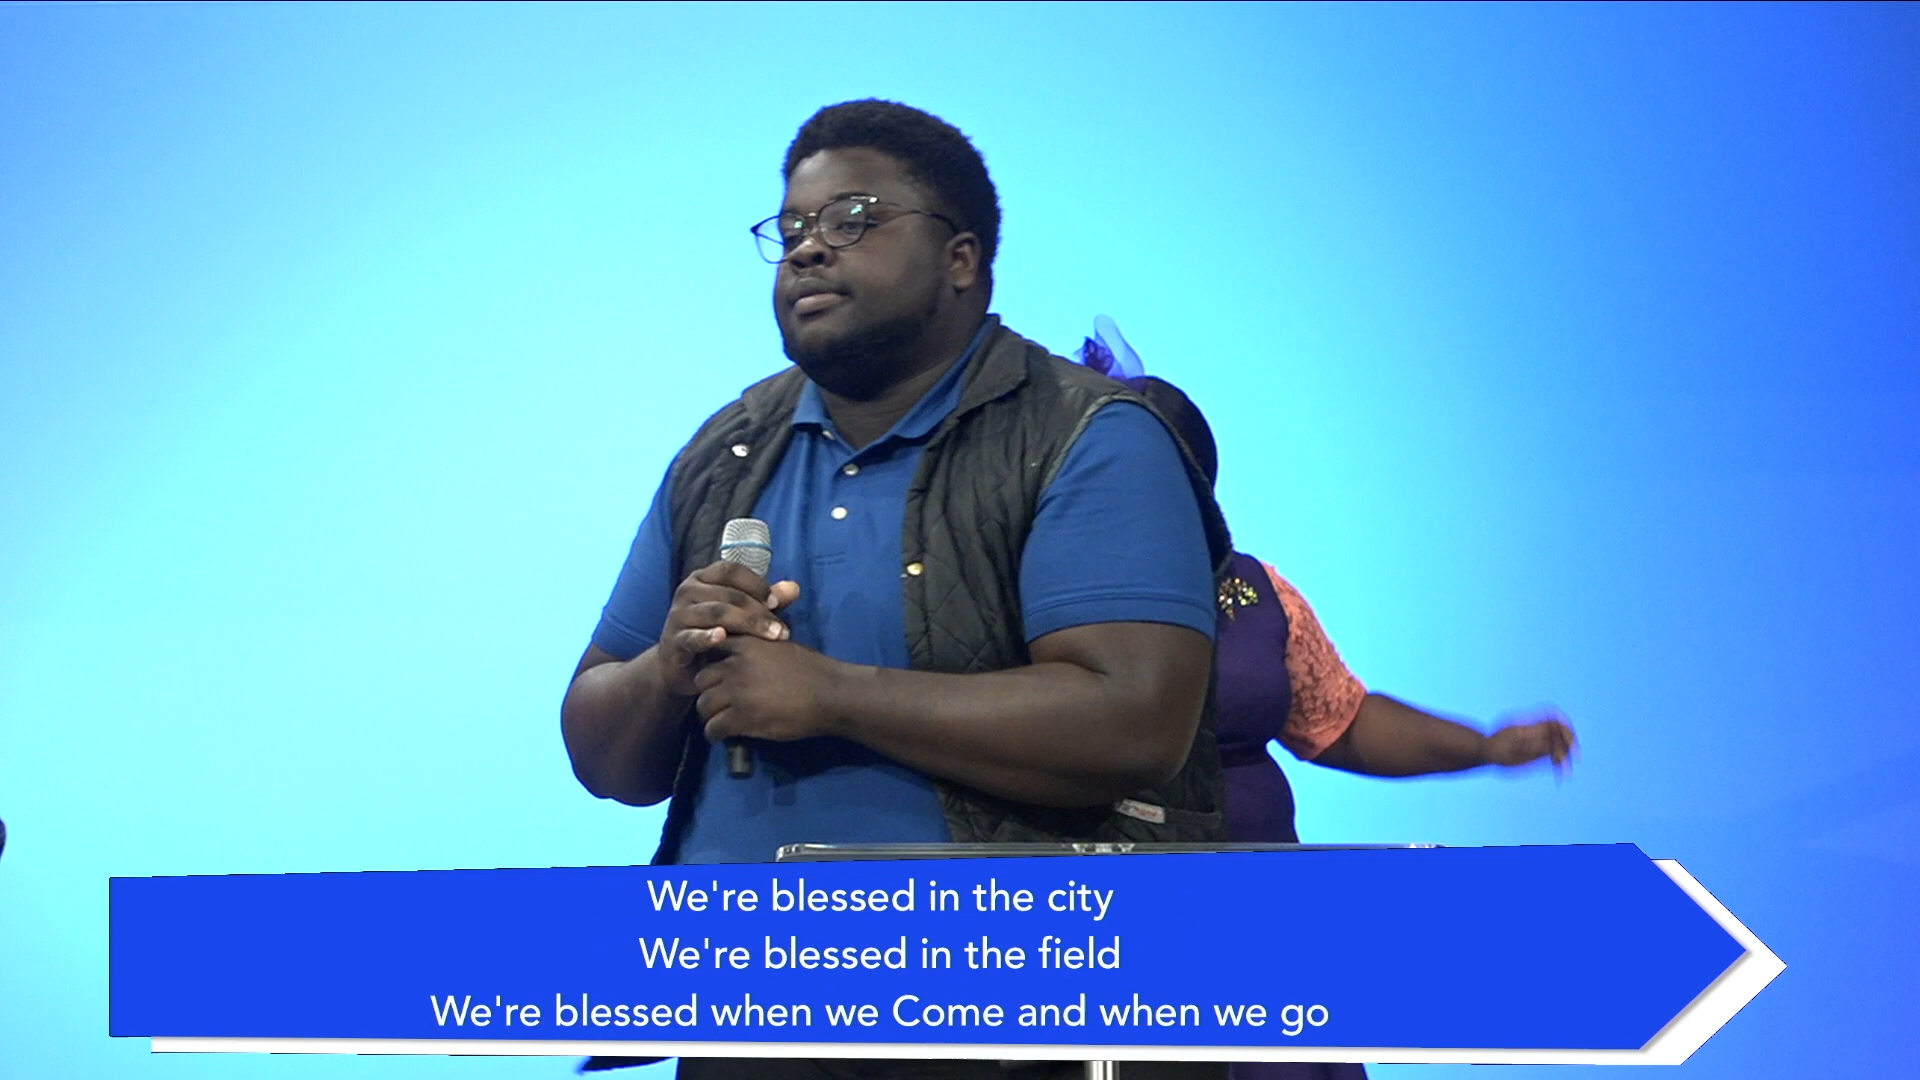 We're blessed in the city
We're blessed in the field
We're blessed when we Come and when we go